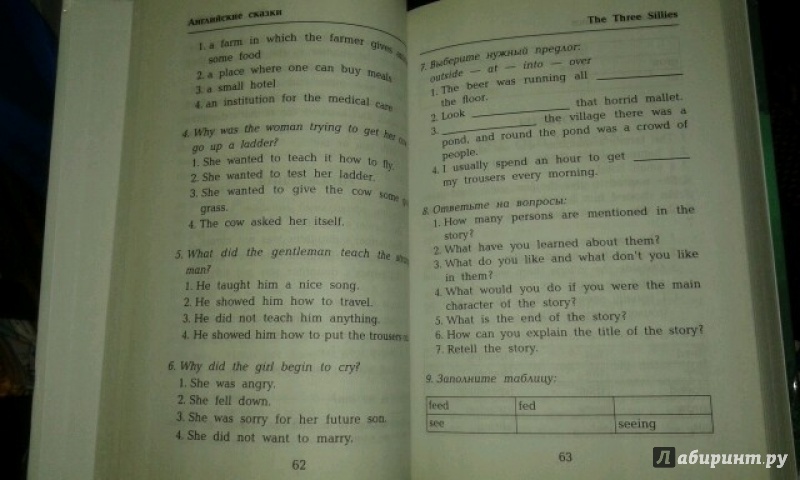 Английские сказки
1. a farm in which the farmer gives
some food
2. a place where one can buy meals
3. a small hotel
4. an institution for the medical care
4. Why was the woman trying to get her cow
go up a ladder?
1. She wanted to teach it how to fly.
2. She wanted to test her ladder.
3. She wanted to give the cow some
grass.
4. The cow asked her itself.
5. What did the gentleman teach the
man?
1. He taught him a nice song.
2. He showed him how to travel.
3. He did not teach him anything.
4. He showed him how to put the trousers
6. Why did the girl begin to cry?
1. She was angry.
2. She fell down.
3. She was sorry for her future son.
4. She did not want to marry.
62
The Three Sillies
7. Выберите нужный предлог:
outside — at — into — over
1. The beer was running all ____________
the floor.
2. Look ____________ that horrid mallet.
3. ____________ the village there was a
pond, and round the pond was a crowd of
people.
4. I usually spend an hour to get ________
my trousers every morning.
8. Ответьте на вопросы:
1. How many persons are mentioned in the
story?
2. What have you learned about them?
3. What do you like and what don't you like
in them?
4. What would you do if you were the main
character of the story?
5. What is the end of the story?
6. How can you explain the title of the story?
7. Retell the story.
9. Заполните таблицу:
feed fed
see seeing
63
Лабиринт.ру